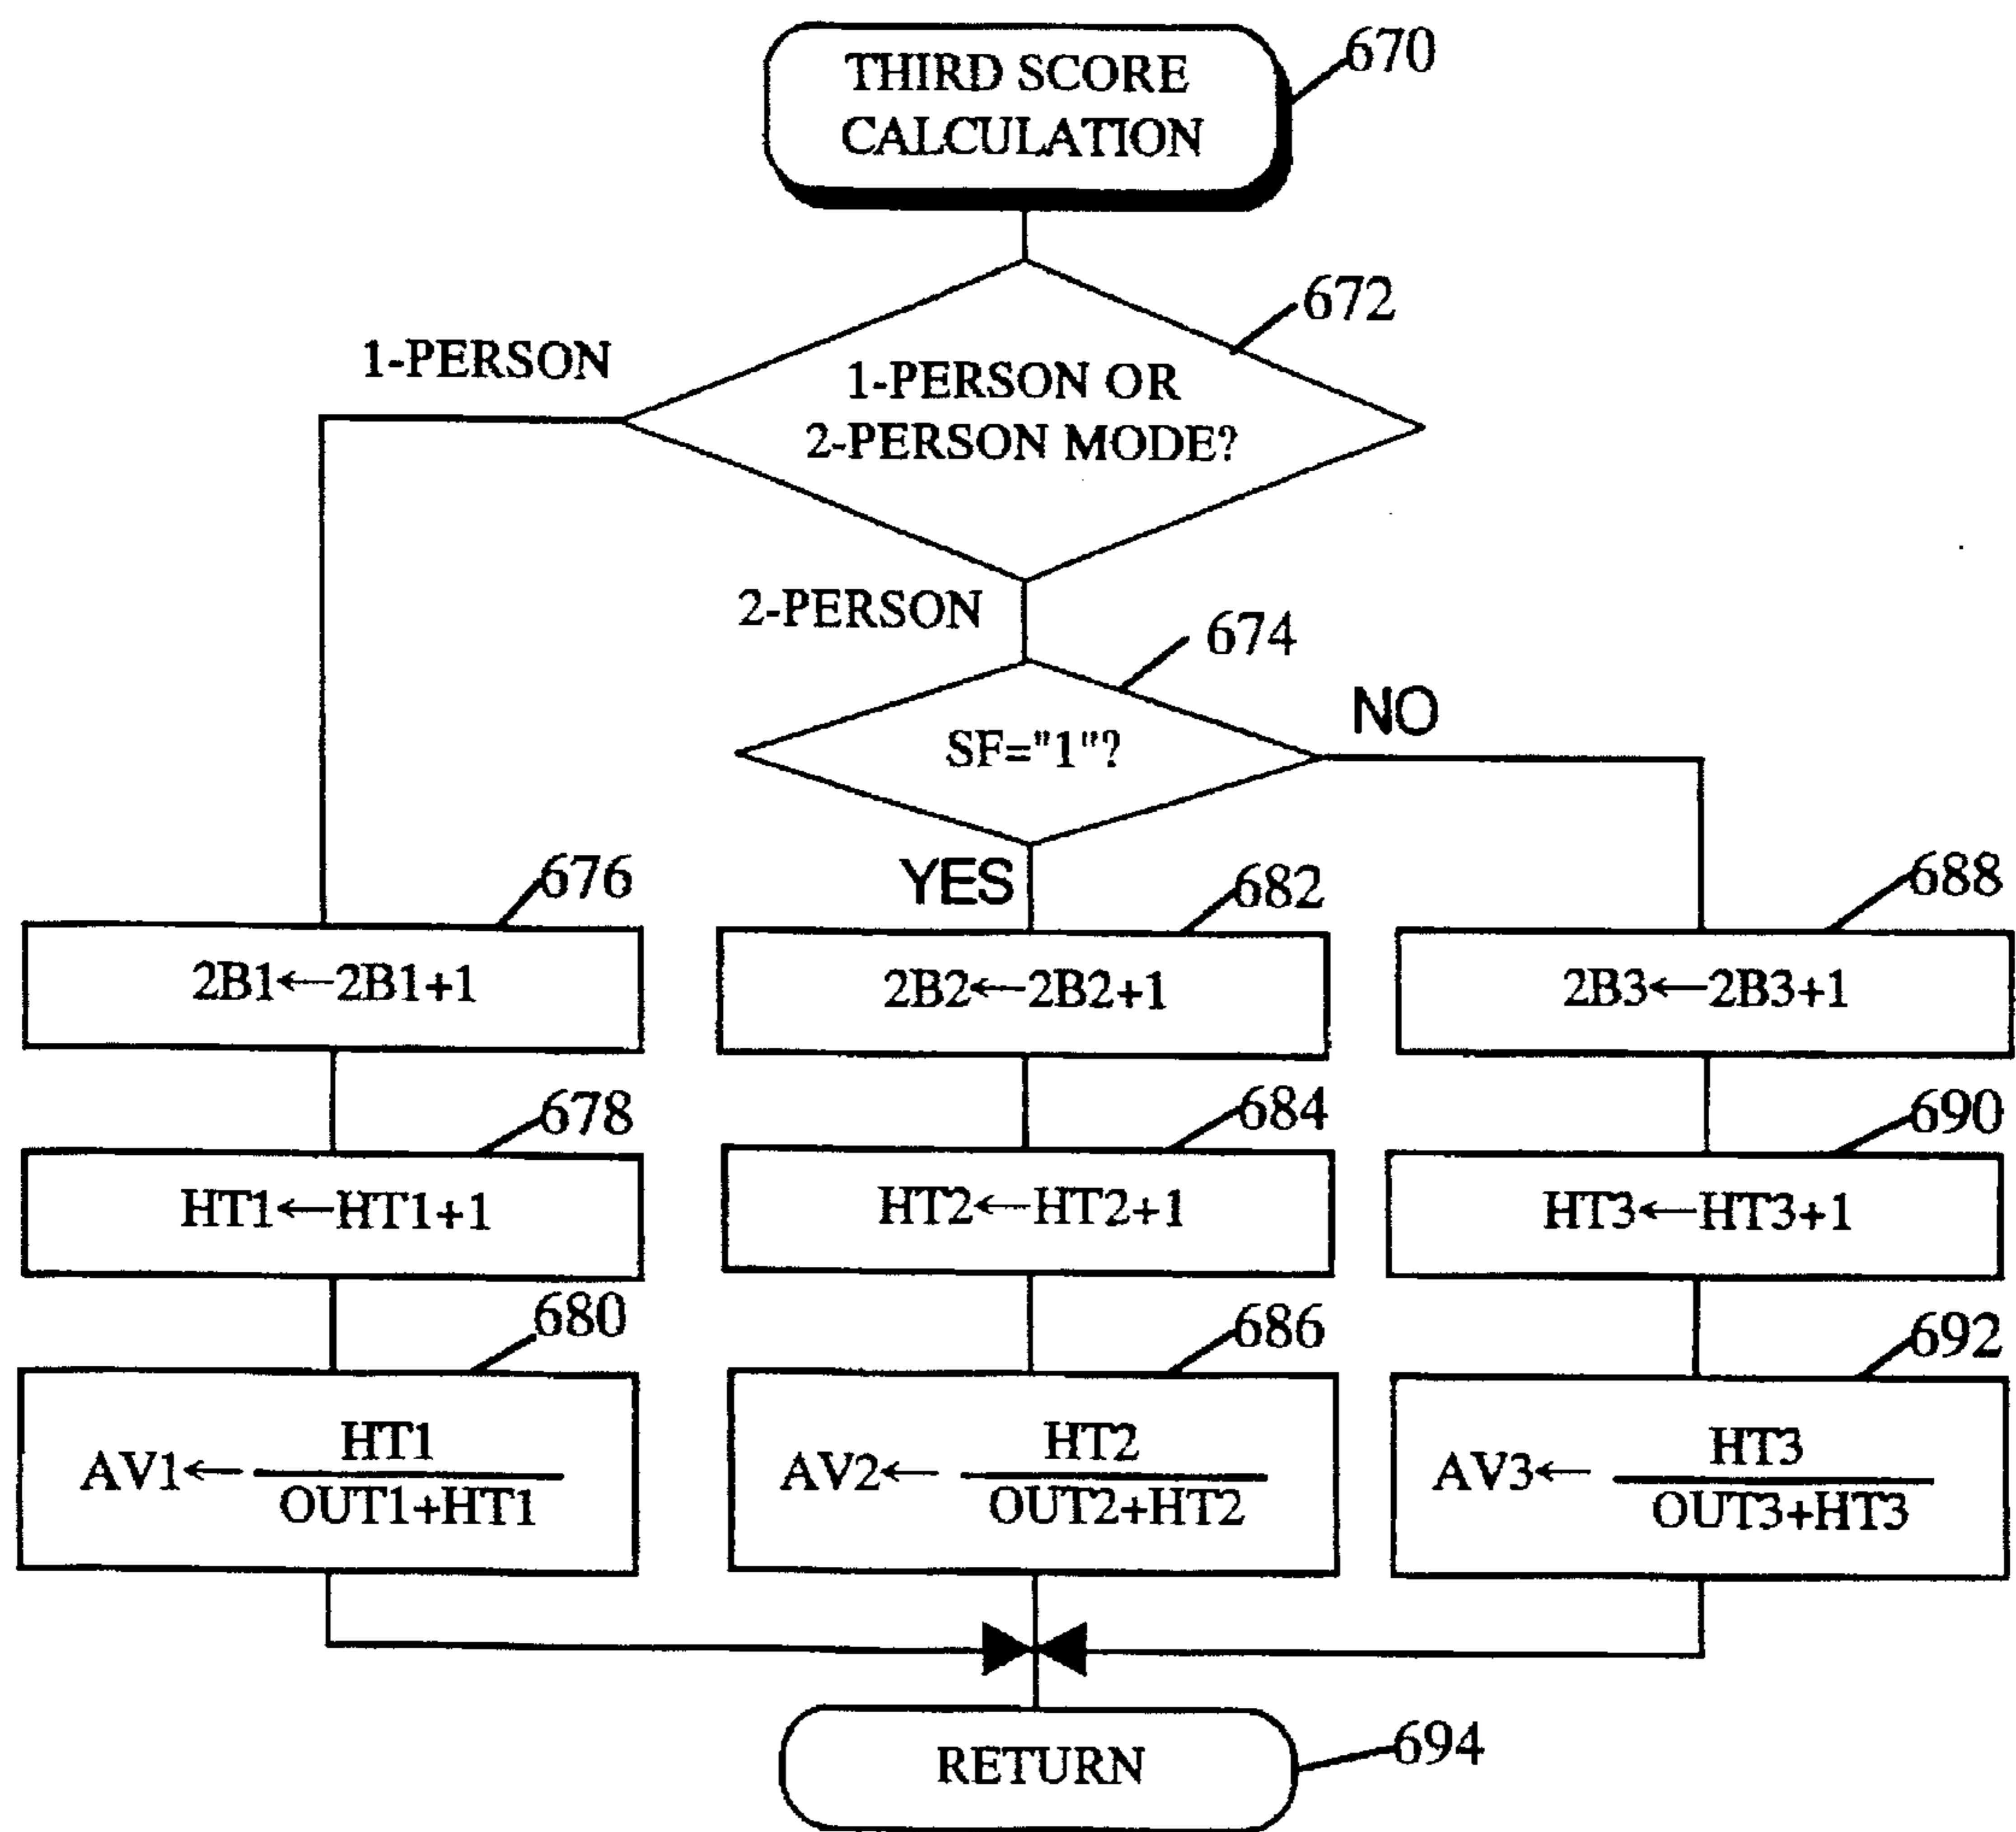 THIRD SCORE
CALCULATION
670
672
1-PERSON
1-PERSON OR
2-PERSON MODE?
2-PERSON
674
SF="1"?
NO
YES
676
682
688
2B1←2B1+1
2B2←2B2+1
2B3←2B3+1
678
684
690
HT1←HT1+1
HT2←HT2+1
HT3←HT3+1
680
686
692
AV1← HT1
OUT1+HT1
AV2← HT2
OUT2+HT2
AV3← HT3
OUT3+HT3
RETURN
694